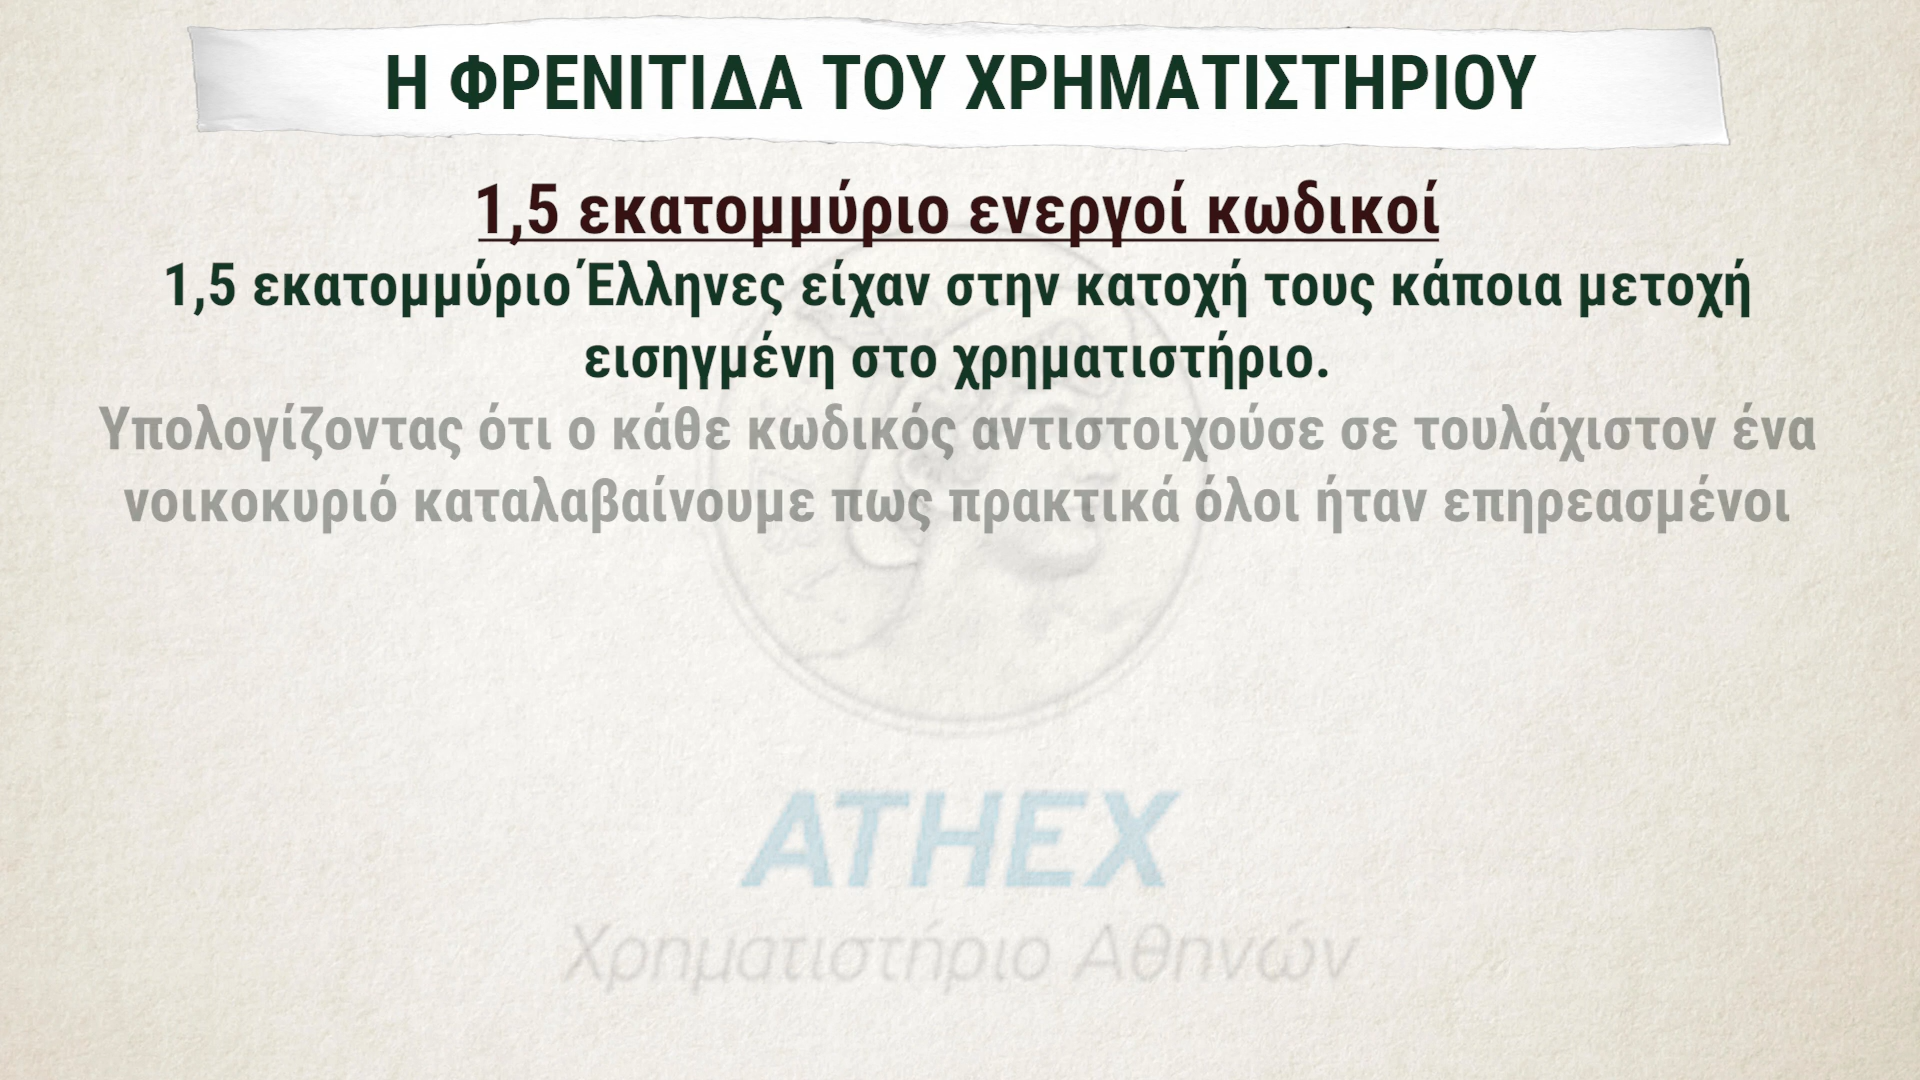 Η ΦΡΕΝΙΤΙΔΑ ΤΟΥ ΧΡΗΜΑΤΙΣΤΗΡΙΟΥ
1,5 εκατομμύριο ενεργοί κωδικοί
1,5 εκατομμύριο Έλληνες είχαν στην κατοχή τους κάποια μετοχή
εισηγμένη στο χρηματιστήριο.
Υπολογίζοντας ότι ο κάθε κωδικός αντιστοιχούσε σε τουλάχιστον ένα
νοικοκυριό καταλαβαίνουμε πως πρακτικά όλοι ήταν επηρεασμένοι
ATHEX
Χρηματιστήριο Αθηνών